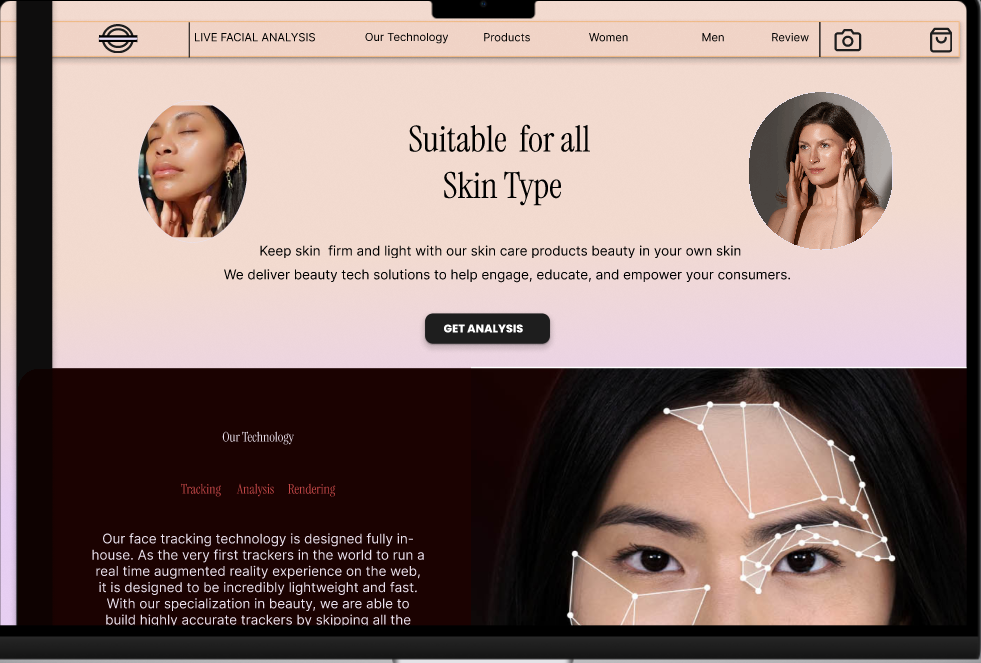 LIVE FACIAL ANALYSIS Our Technology Products Women Men Review
Suitable for all
Skin Type
Keep skin firm and light with our skin care products beauty in your own skin
We deliver beauty tech solutions to help engage, educate, and empower your consumers.
GET ANALYSIS
Our Technology
Tracking Analysis Rendering
Our face tracking technology is designed fully in-
house. As the very first trackers in the world to run a
real time augmented reality experience on the web,
it is designed to be incredibly lightweight and fast.
With our specialization in beauty, we are able to
build highly accurate trackers by skipping all the